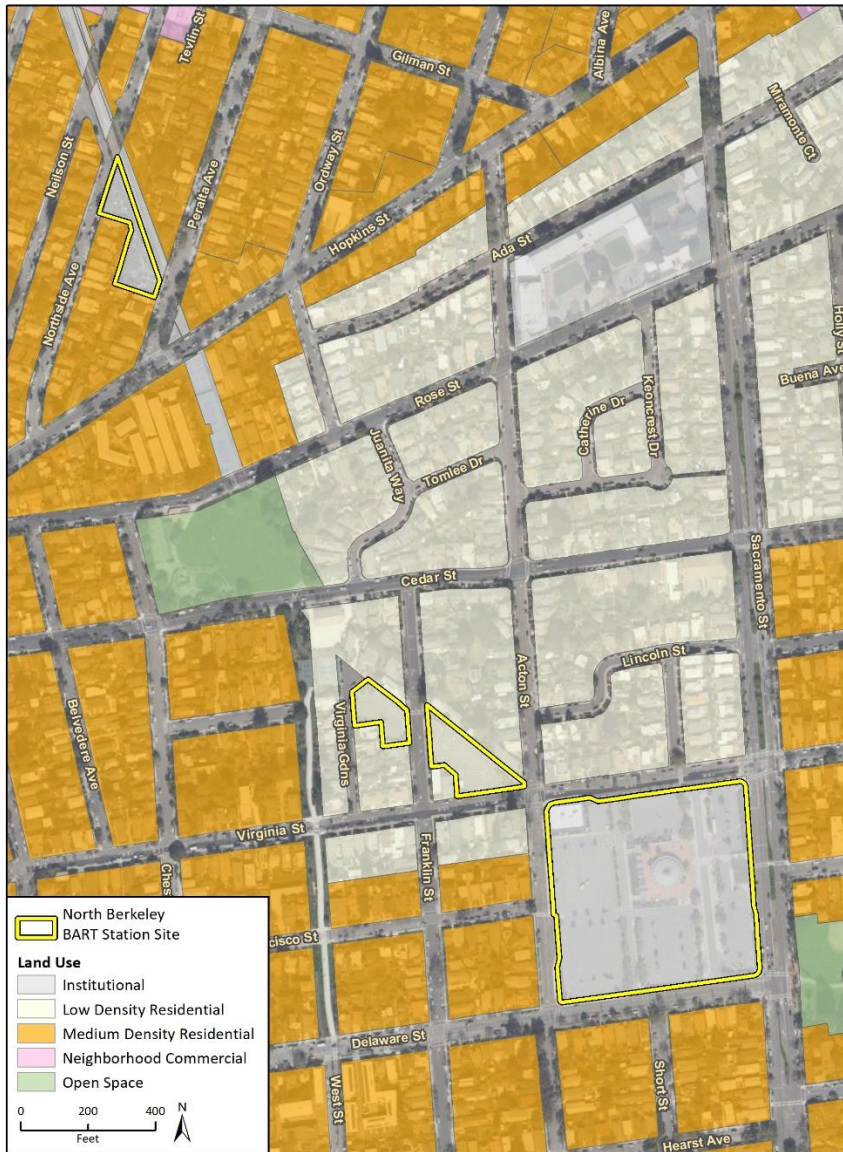 Tevlin St
Gilman St
Albina Ave
Miramonte Ct
Neilson St
Peralta Ave
Ordway St
Hopkins St
Ada St
Northside Ave
Holly St
Buena Ave
Rose St
Catherine Dr
Keoncrest Dr
Juanita Way
Tomlee Dr
Cedar St
Sacramento St
Acton St
Lincoln St
Belvedere Ave
Virginia Gdns
Virginia St
Franklin St
Ches
cisco St
Delaware St
West St
Short St
Hearst Ave
North Berkeley
BART Station Site
Land Use
Institutional
Low Density Residential
Medium Density Residential
Neighborhood Commercial
Open Space
0 200 400
Feet
N